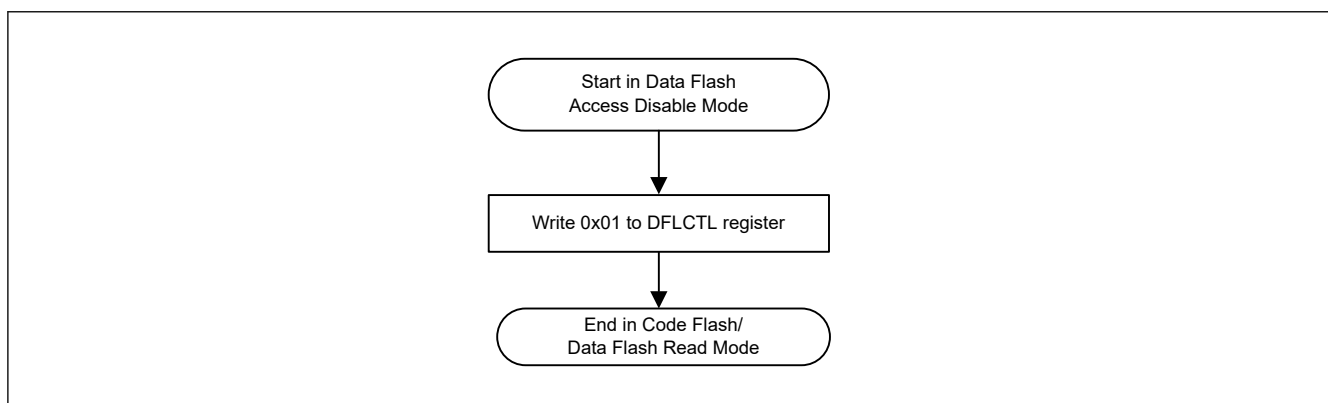 Start in Data Flash
Access Disable Mode
Write 0x01 to DFLCTL register
End in Code Flash/
Data Flash Read Mode